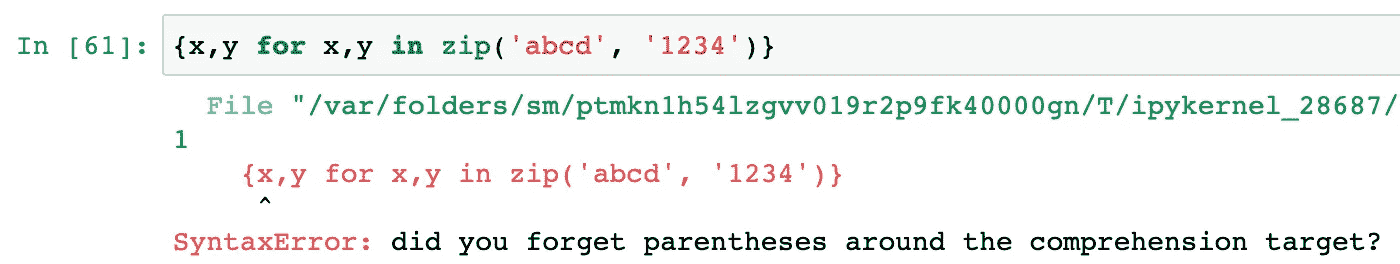 In [61]: {x,y for x,y in zip('abcd', '1234')}
File "/var/folders/sm/ptmkn1h54lzgvv019r2p9fk40000gn/T/ipykernel_28687/
1
{x,y for x,y in zip('abcd', '1234')}
^
SyntaxError: did you forget parentheses around the comprehension target?